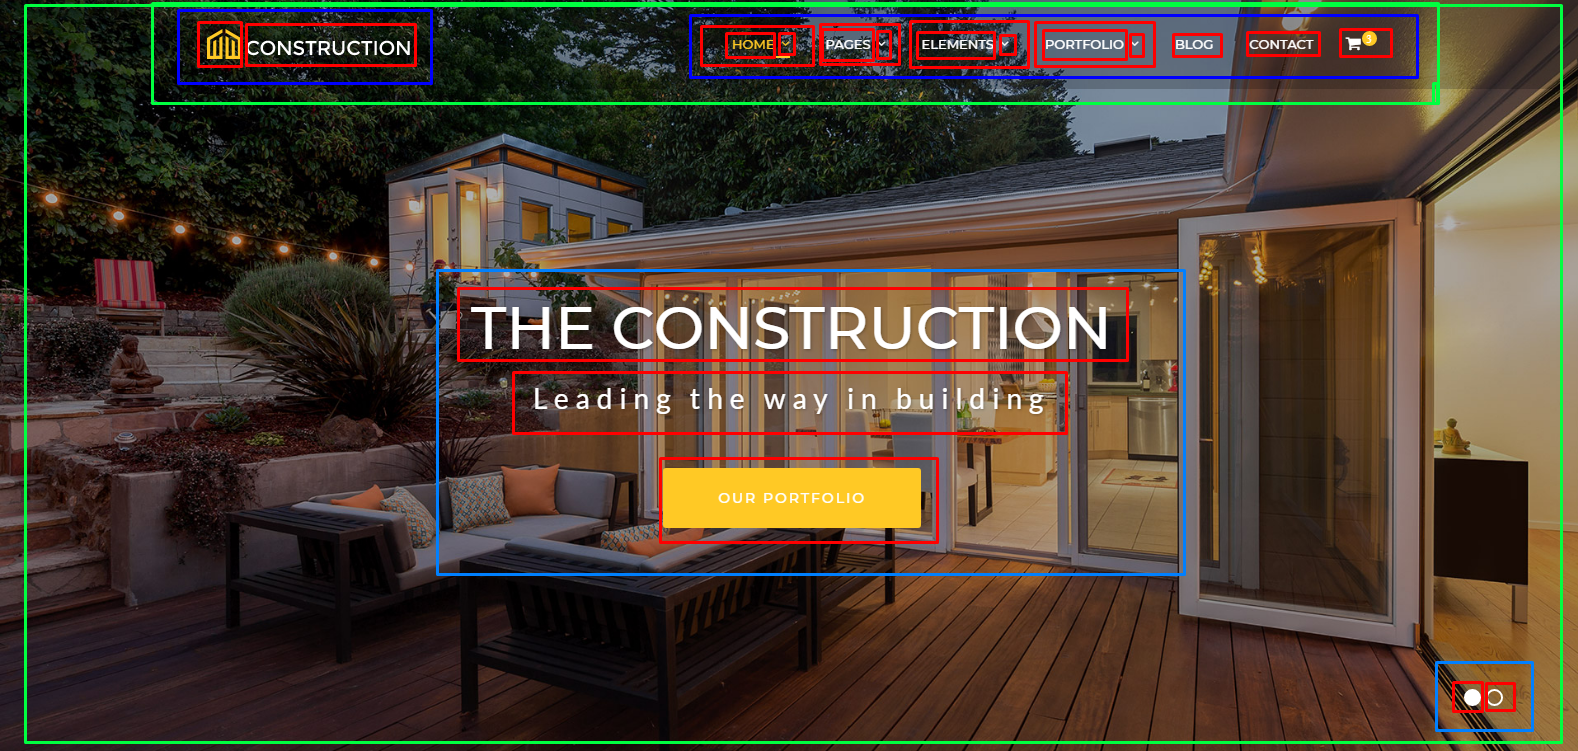 CONSTRUCTION
HOME PAGES ELEMENTS PORTFOLIO BLOG CONTACT 3
THE CONSTRUCTION
Leading the way in building
OUR PORTFOLIO